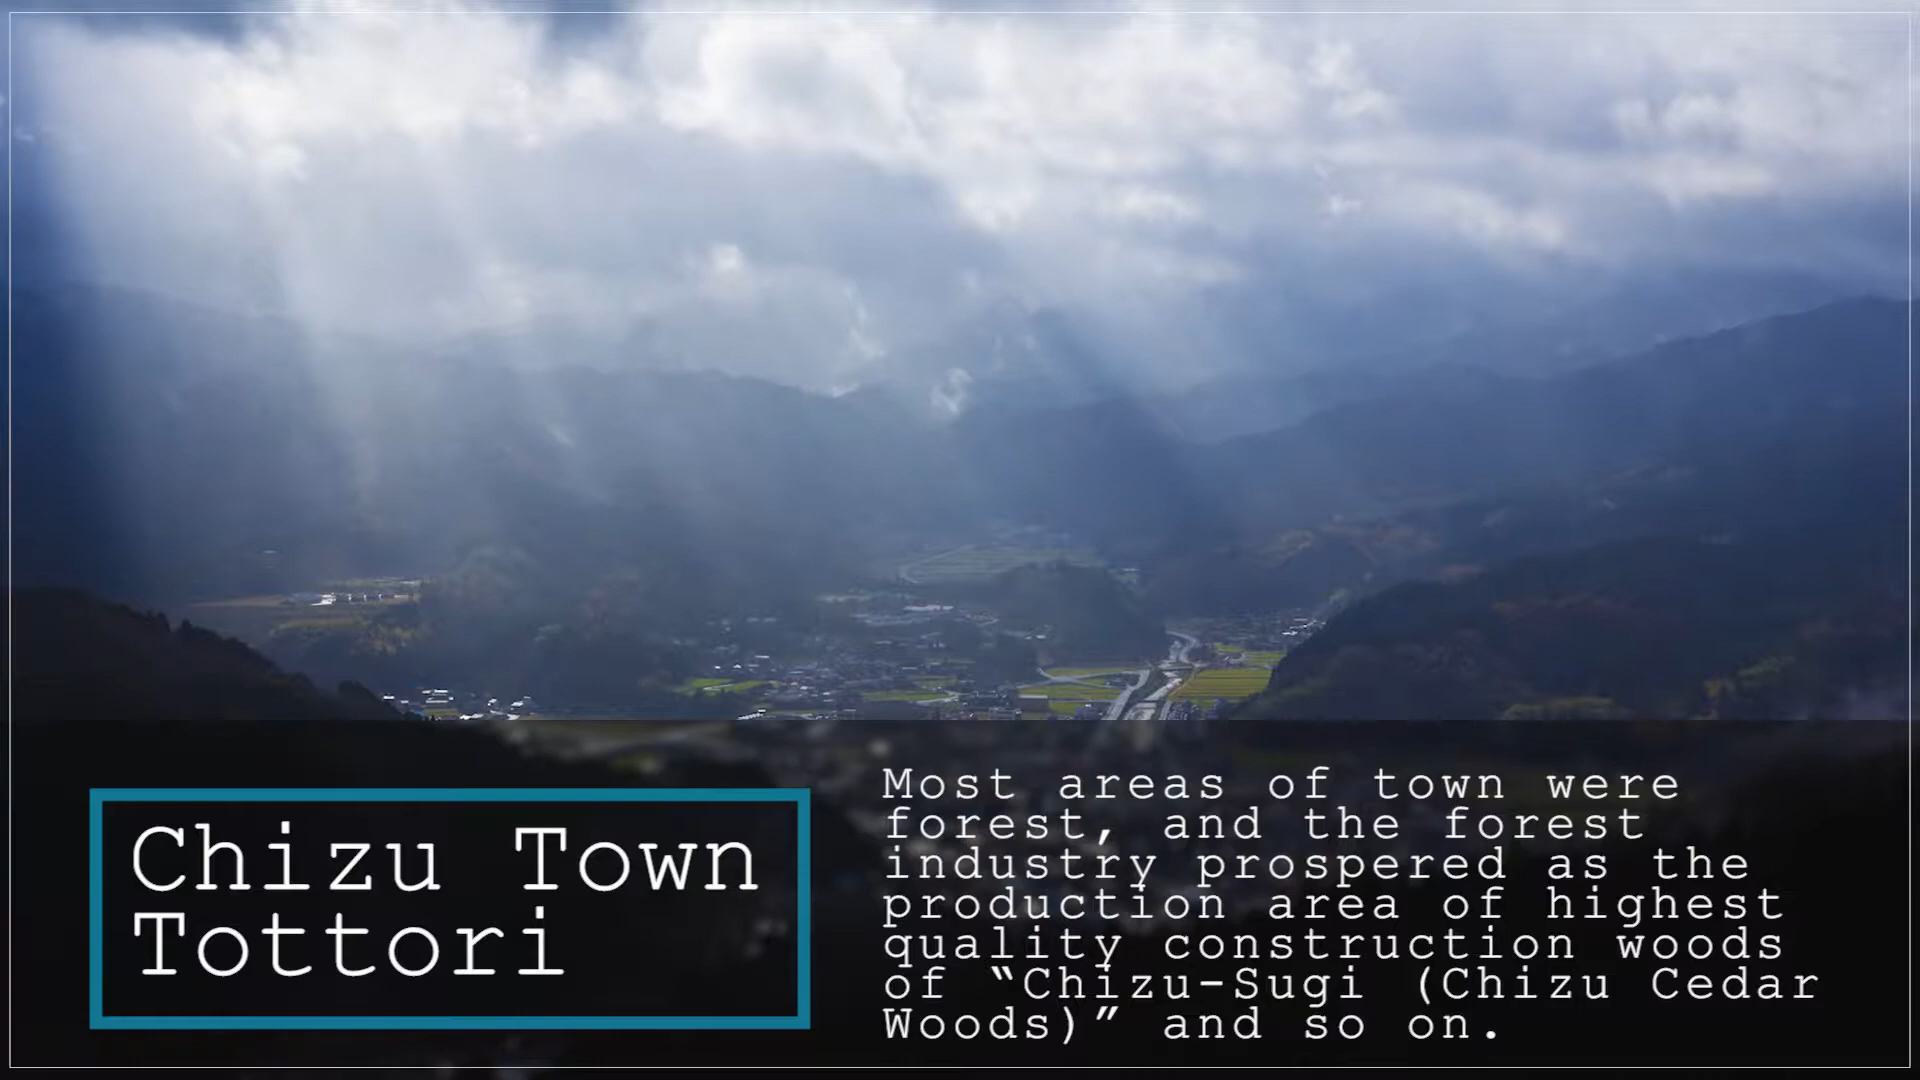 Chizu Town
Tottori
Most areas of town were
forest, and the forest
industry prospered as the
production area of highest
quality construction woods
of “Chizu-Sugi (Chizu Cedar
Woods)” and so on.